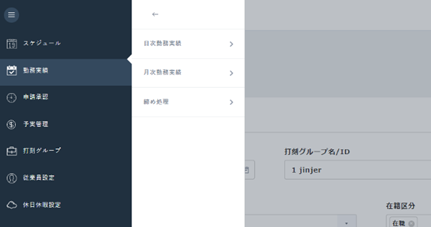 スケジュール
勤務実績
申請承認
予実管理
打刻グループ
従業員設定
休日休暇設定
日次勤務実績
月次勤務実績
締め処理
打刻グループ名/ID
1 jinjer
在籍区分
在籍